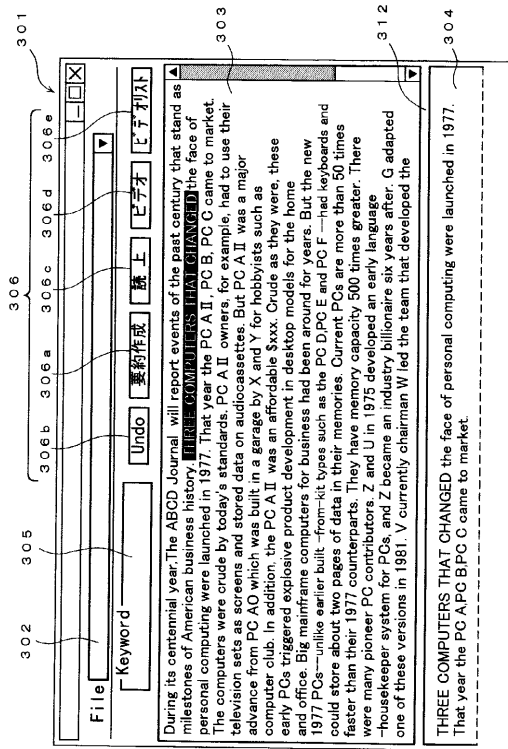 301
306
302
305
306b
306a
306c
306d
306e
File
Keyword
Undo
要約作成
読 上
ビデオ
ビデオリスト
During its centennial year,The ABCD Journal will report events of the past century that stand as
milestones of American business history. THREE COMPUTERS THAT CHANGED the face of
personal computing were launched in 1977. That year the PC A II, PC B, PC C came to market.
The computers were crude by today's standards. PC A II owners, for example, had to use their
television sets as screens and stored data on audiocassettes. But PC A II was a major
advance from PC AO which was built in a garage by X and Y for hobbyists such as
computer club. In addition, the PC A II was an affordable $xxx. Crude as they were, these
early PCs triggered explosive product development in desktop models for the home
and office. Big mainframe computers for business had been around for years. But the new
1977 PCs---unlike earlier built -from-kit types such as the PC D,PC E and PC F ---had keyboards and
could store about two pages of data in their memories. Current PCs are more than 50 times
faster than their 1977 counterparts. They have memory capacity 500 times greater. There
were many pioneer PC contributors. Z and U in 1975 developed an early language
-housekeeper system for PCs, and Z became an industry billionaire six years after. G adapted
one of these versions in 1981. V currently chairman W led the team that developed the
303
312
THREE COMPUTERS THAT CHANGED the face of personal computing were launched in 1977.
That year the PC A,PC B,PC C came to market.
304